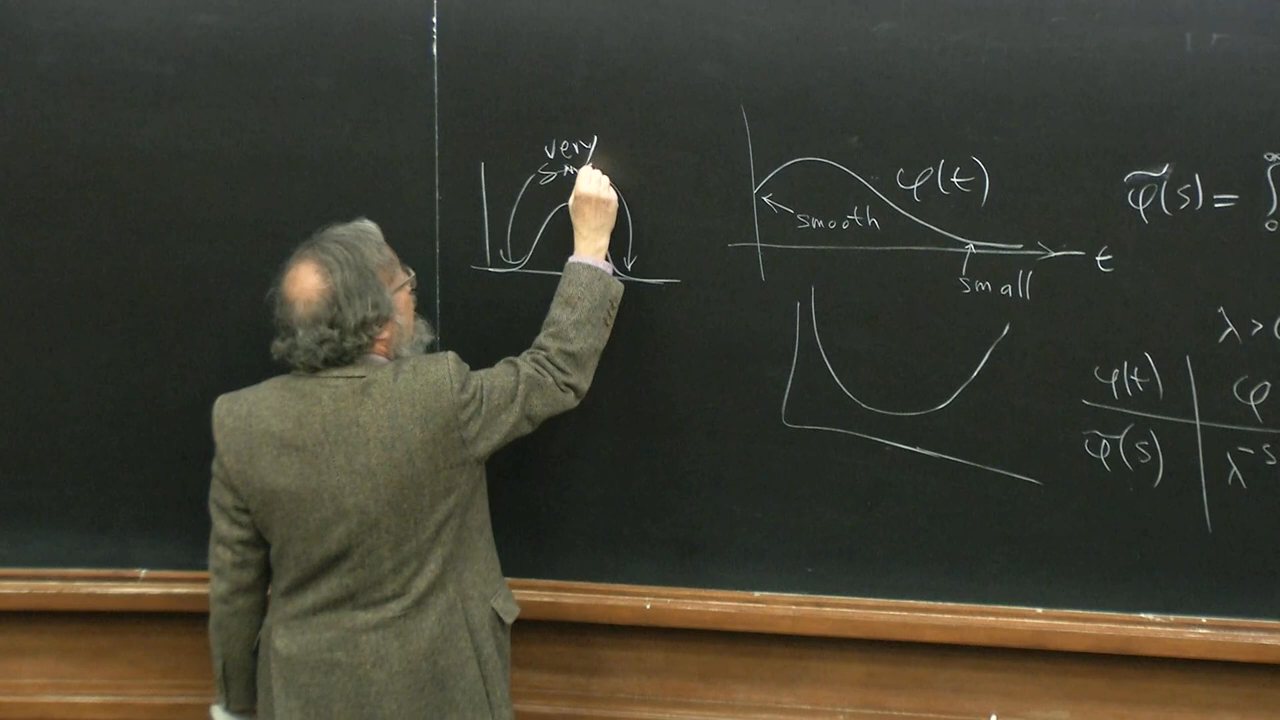 very
φ(t)
smooth
t
small
φ̃(s) = ∫
λ >
φ(t) φ
φ̃(s) λ^{-s}